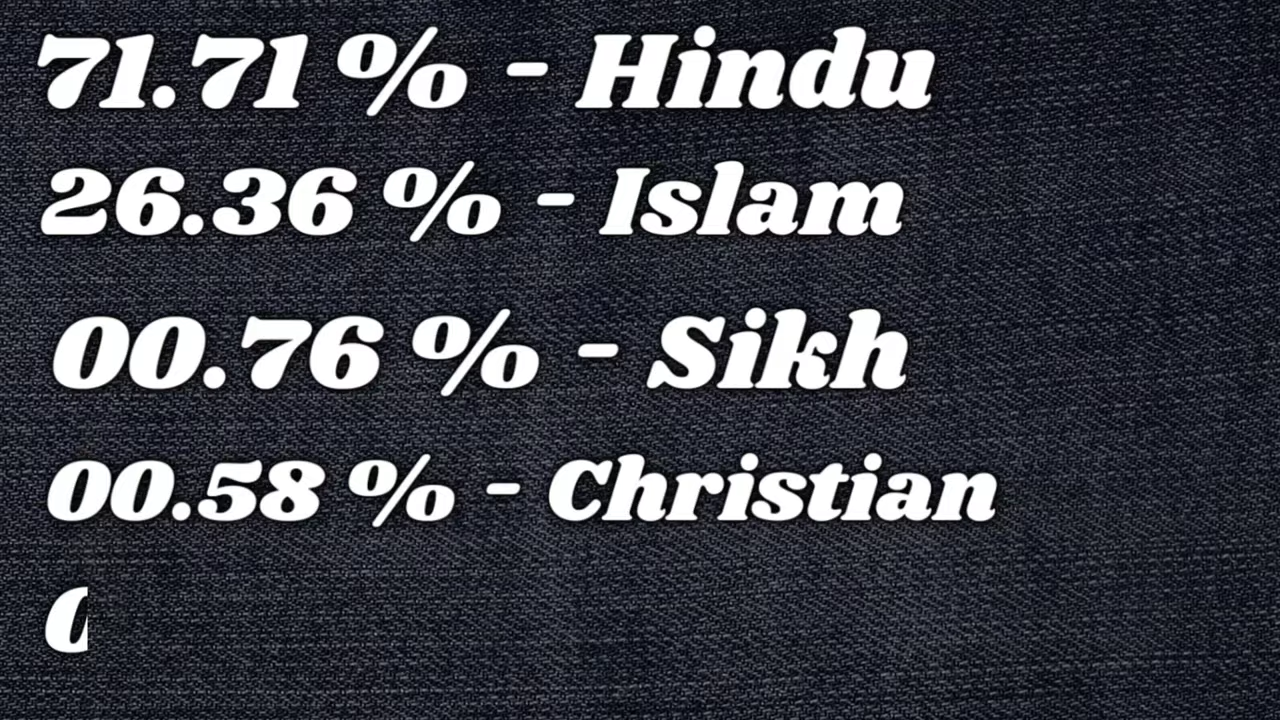 71.71 % - Hindu
26.36 % - Islam
00.76 % - Sikh
00.58 % - Christian